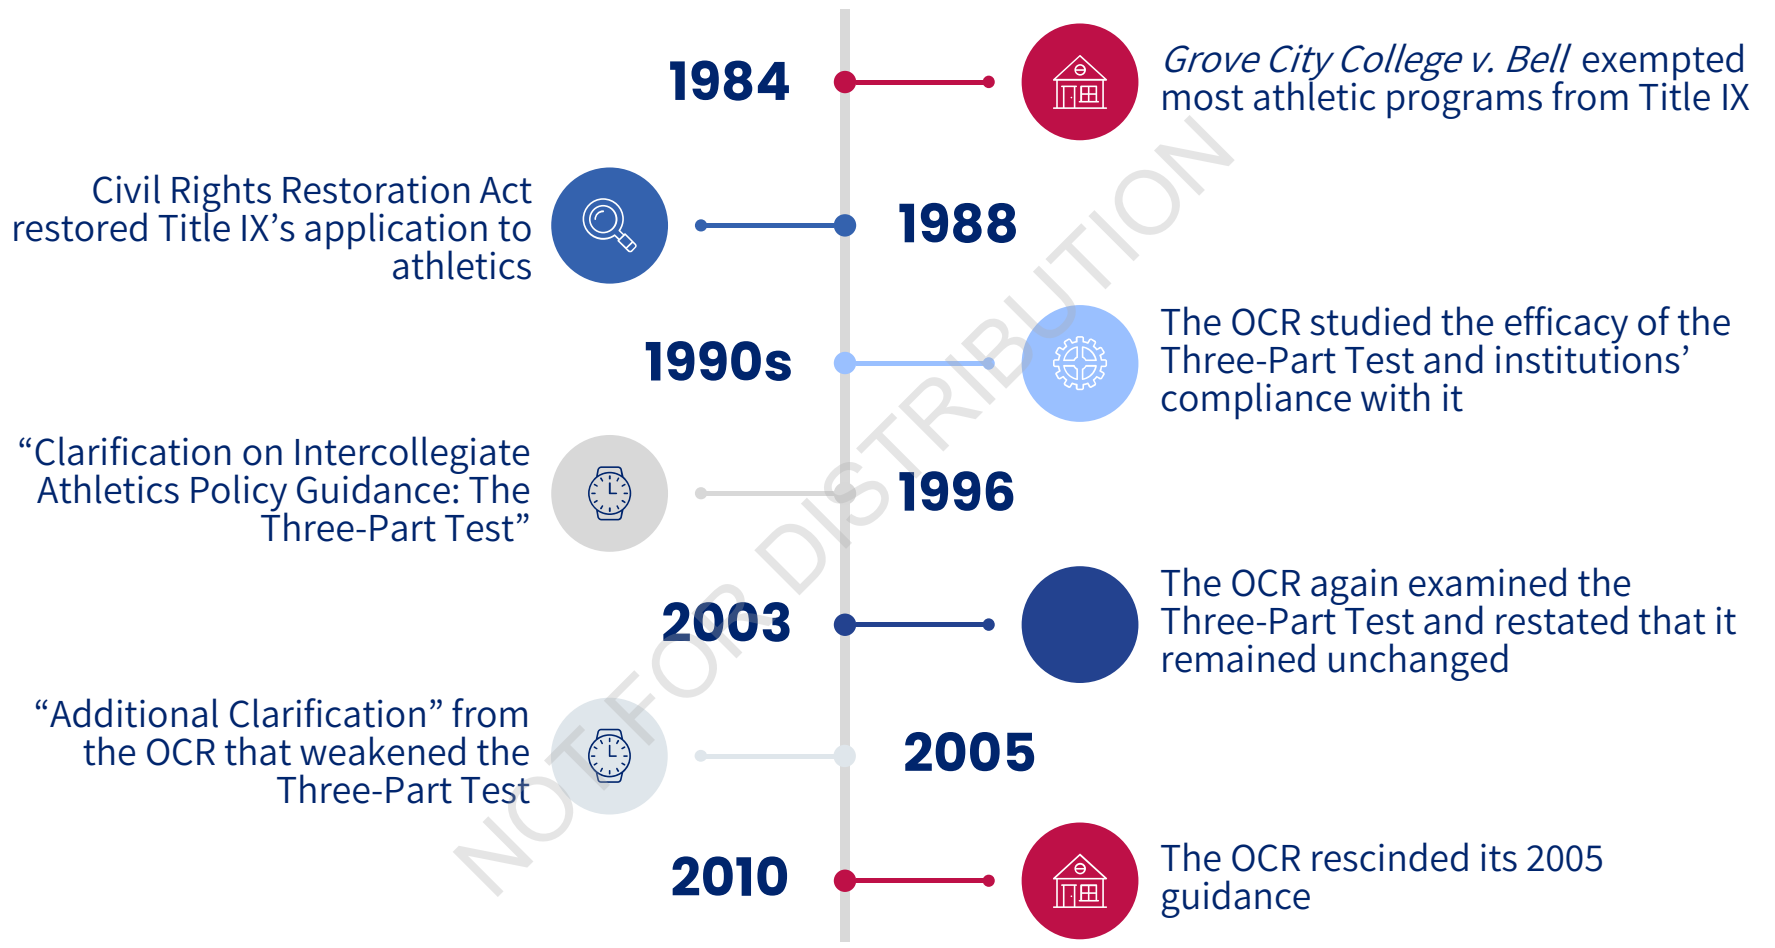 1984
Grove City College v. Bell exempted
most athletic programs from Title IX
Civil Rights Restoration Act
restored Title IX’s application to
athletics
1988
1990s
The OCR studied the efficacy of the
Three-Part Test and institutions’
compliance with it
“Clarification on Intercollegiate
Athletics Policy Guidance: The
Three-Part Test”
1996
2003
The OCR again examined the
Three-Part Test and restated that it
remained unchanged
“Additional Clarification” from
the OCR that weakened the
Three-Part Test
2005
2010
The OCR rescinded its 2005
guidance
NOT FOR DISTRIBUTION